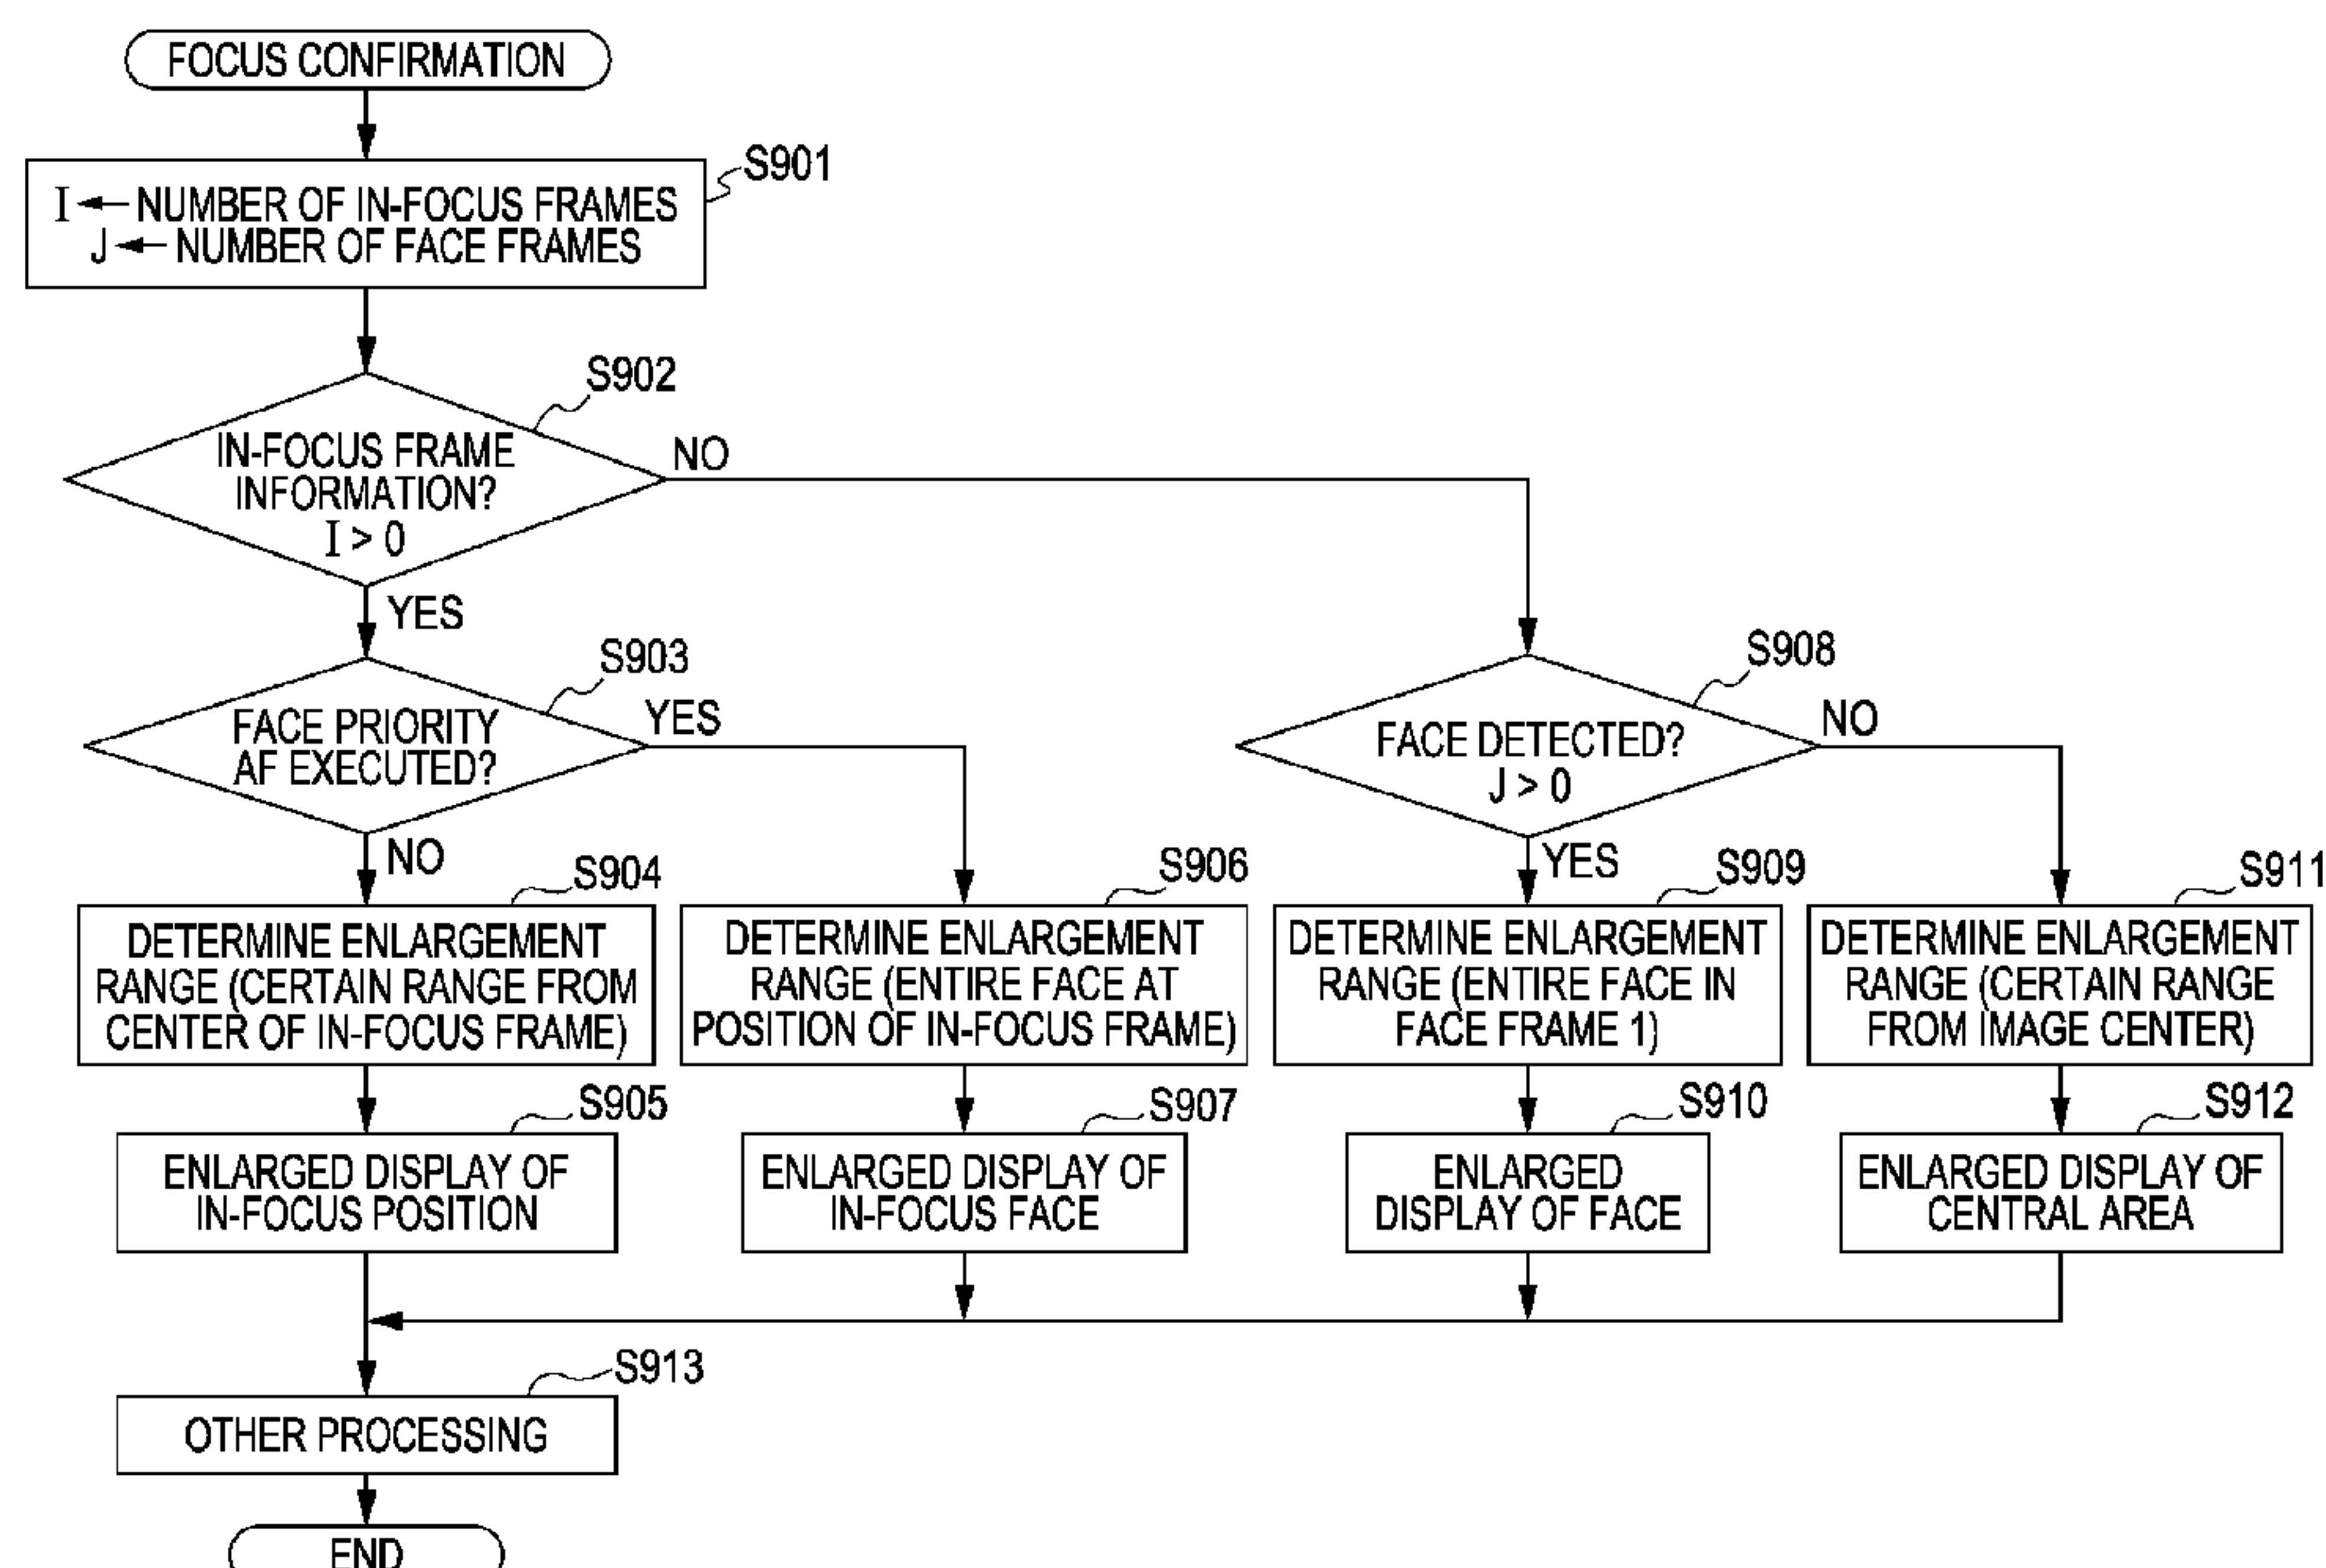 FOCUS CONFIRMATION
S901
I ← NUMBER OF IN-FOCUS FRAMES
J ← NUMBER OF FACE FRAMES
S902
IN-FOCUS FRAME
INFORMATION?
I > 0
NO
YES
S903
FACE PRIORITY
AF EXECUTED?
YES
NO
S908
FACE DETECTED?
J > 0
NO
YES
S904
DETERMINE ENLARGEMENT
RANGE (CERTAIN RANGE FROM
CENTER OF IN-FOCUS FRAME)
S906
DETERMINE ENLARGEMENT
RANGE (ENTIRE FACE AT
POSITION OF IN-FOCUS FRAME)
S909
DETERMINE ENLARGEMENT
RANGE (ENTIRE FACE IN
FACE FRAME 1)
S911
DETERMINE ENLARGEMENT
RANGE (CERTAIN RANGE
FROM IMAGE CENTER)
S905
ENLARGED DISPLAY OF
IN-FOCUS POSITION
S907
ENLARGED DISPLAY OF
IN-FOCUS FACE
S910
ENLARGED
DISPLAY OF FACE
S912
ENLARGED DISPLAY OF
CENTRAL AREA
S913
OTHER PROCESSING
END